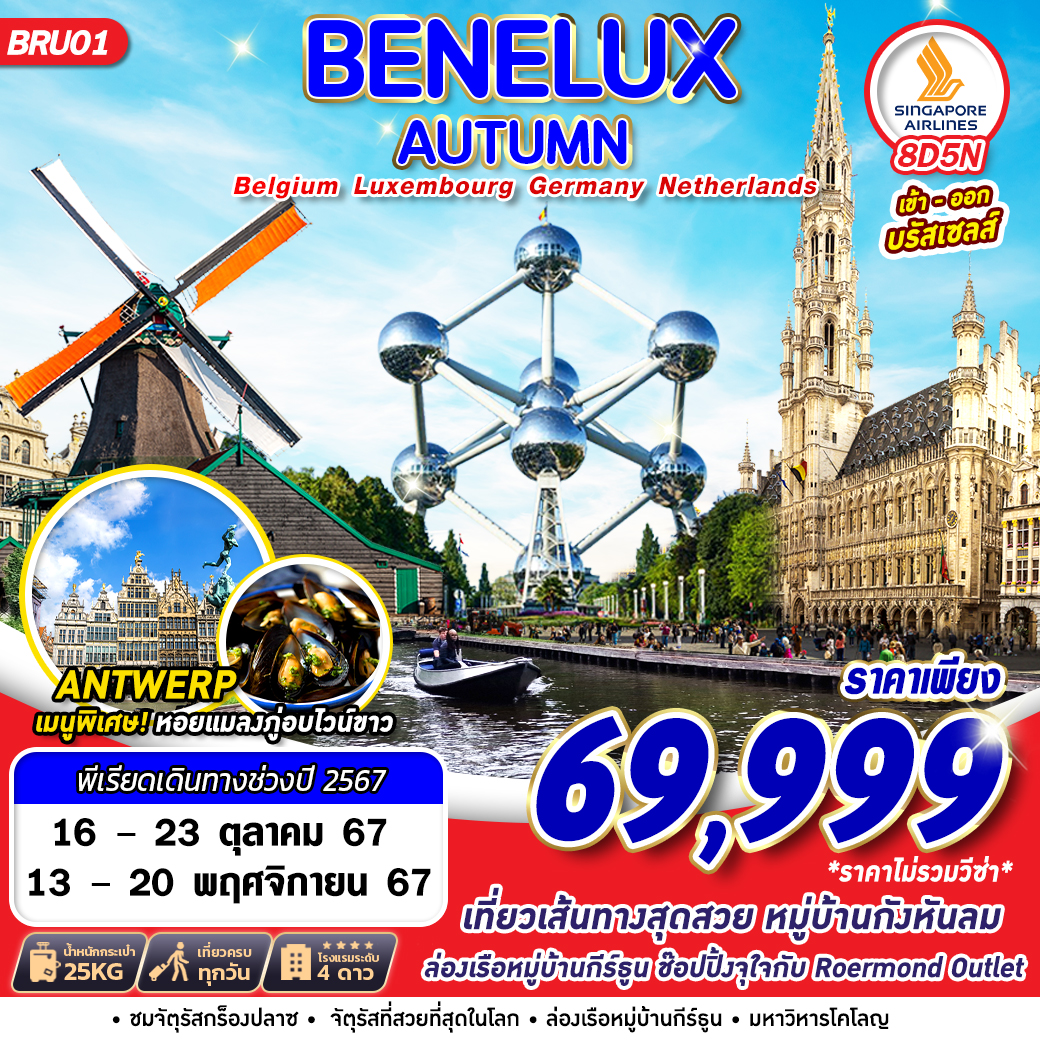 BRU01
BENELUX
AUTUMN
Belgium Luxembourg Germany Netherlands
SINGAPORE
AIRLINES
8D5N
เข้า - ออก
บรัสเซลส์
ANTWERP
เมนูพิเศษ! หอยแมลงภู่อบไวน์ขาว
ราคาเพียง
69,999
*ราคาไม่รวมวีซ่า*
พีเรียดเดินทางช่วงปี 2567
16 – 23 ตุลาคม 67
13 – 20 พฤศจิกายน 67
เที่ยวเส้นทางสุดสวย หมู่บ้านกังหันลม
ล่องเรือหมู่บ้านกีร์ธูน ช๊อปปิ้งจุใจกับ Roermond Outlet
น้ำหนักกระเป๋า
25KG
เที่ยวครบ
ทุกวัน
โรงแรมระดับ
4 ดาว
• ชมจัตุรัสกร็องปลาซ • จัตุรัสที่สวยที่สุดในโลก • ล่องเรือหมู่บ้านกีร์ธูน • มหาวิหารโคโลญ